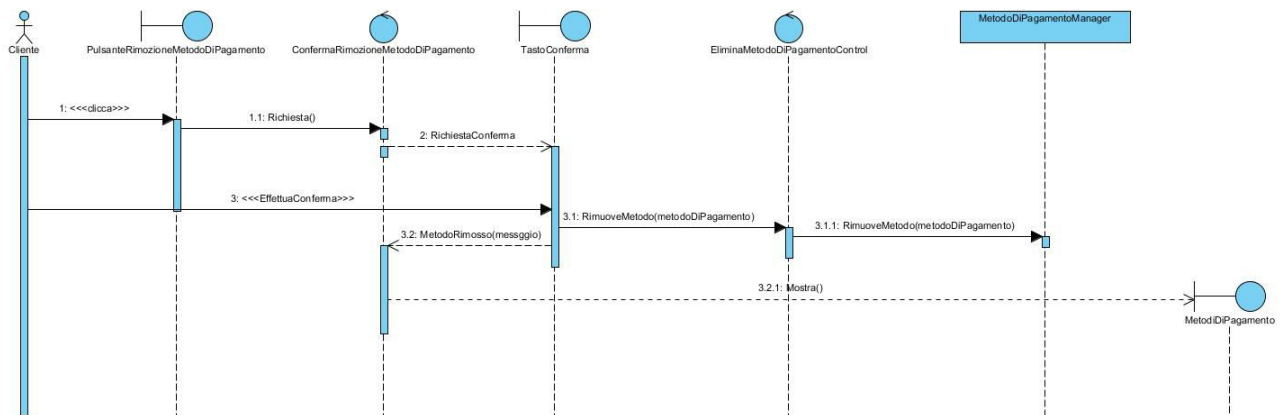 MetodoDiPagamentoManager
Cliente
PulsanteRimozioneMetodoDiPagamento
ConfermaRimozioneMetodoDiPagamento
TastoConferma
EliminaMetodoDiPagamentoControl
1: <<<clicca>>>
1.1: Richiesta()
2: RichiestaConferma
3: <<<EffettuaConferma>>>
3.1: RimuoveMetodo(metodoDiPagamento)
3.1.1: RimuoveMetodo(metodoDiPagamento)
3.2: MetodoRimosso(messggio)
3.2.1: Mostra()
MetodiDiPagamento